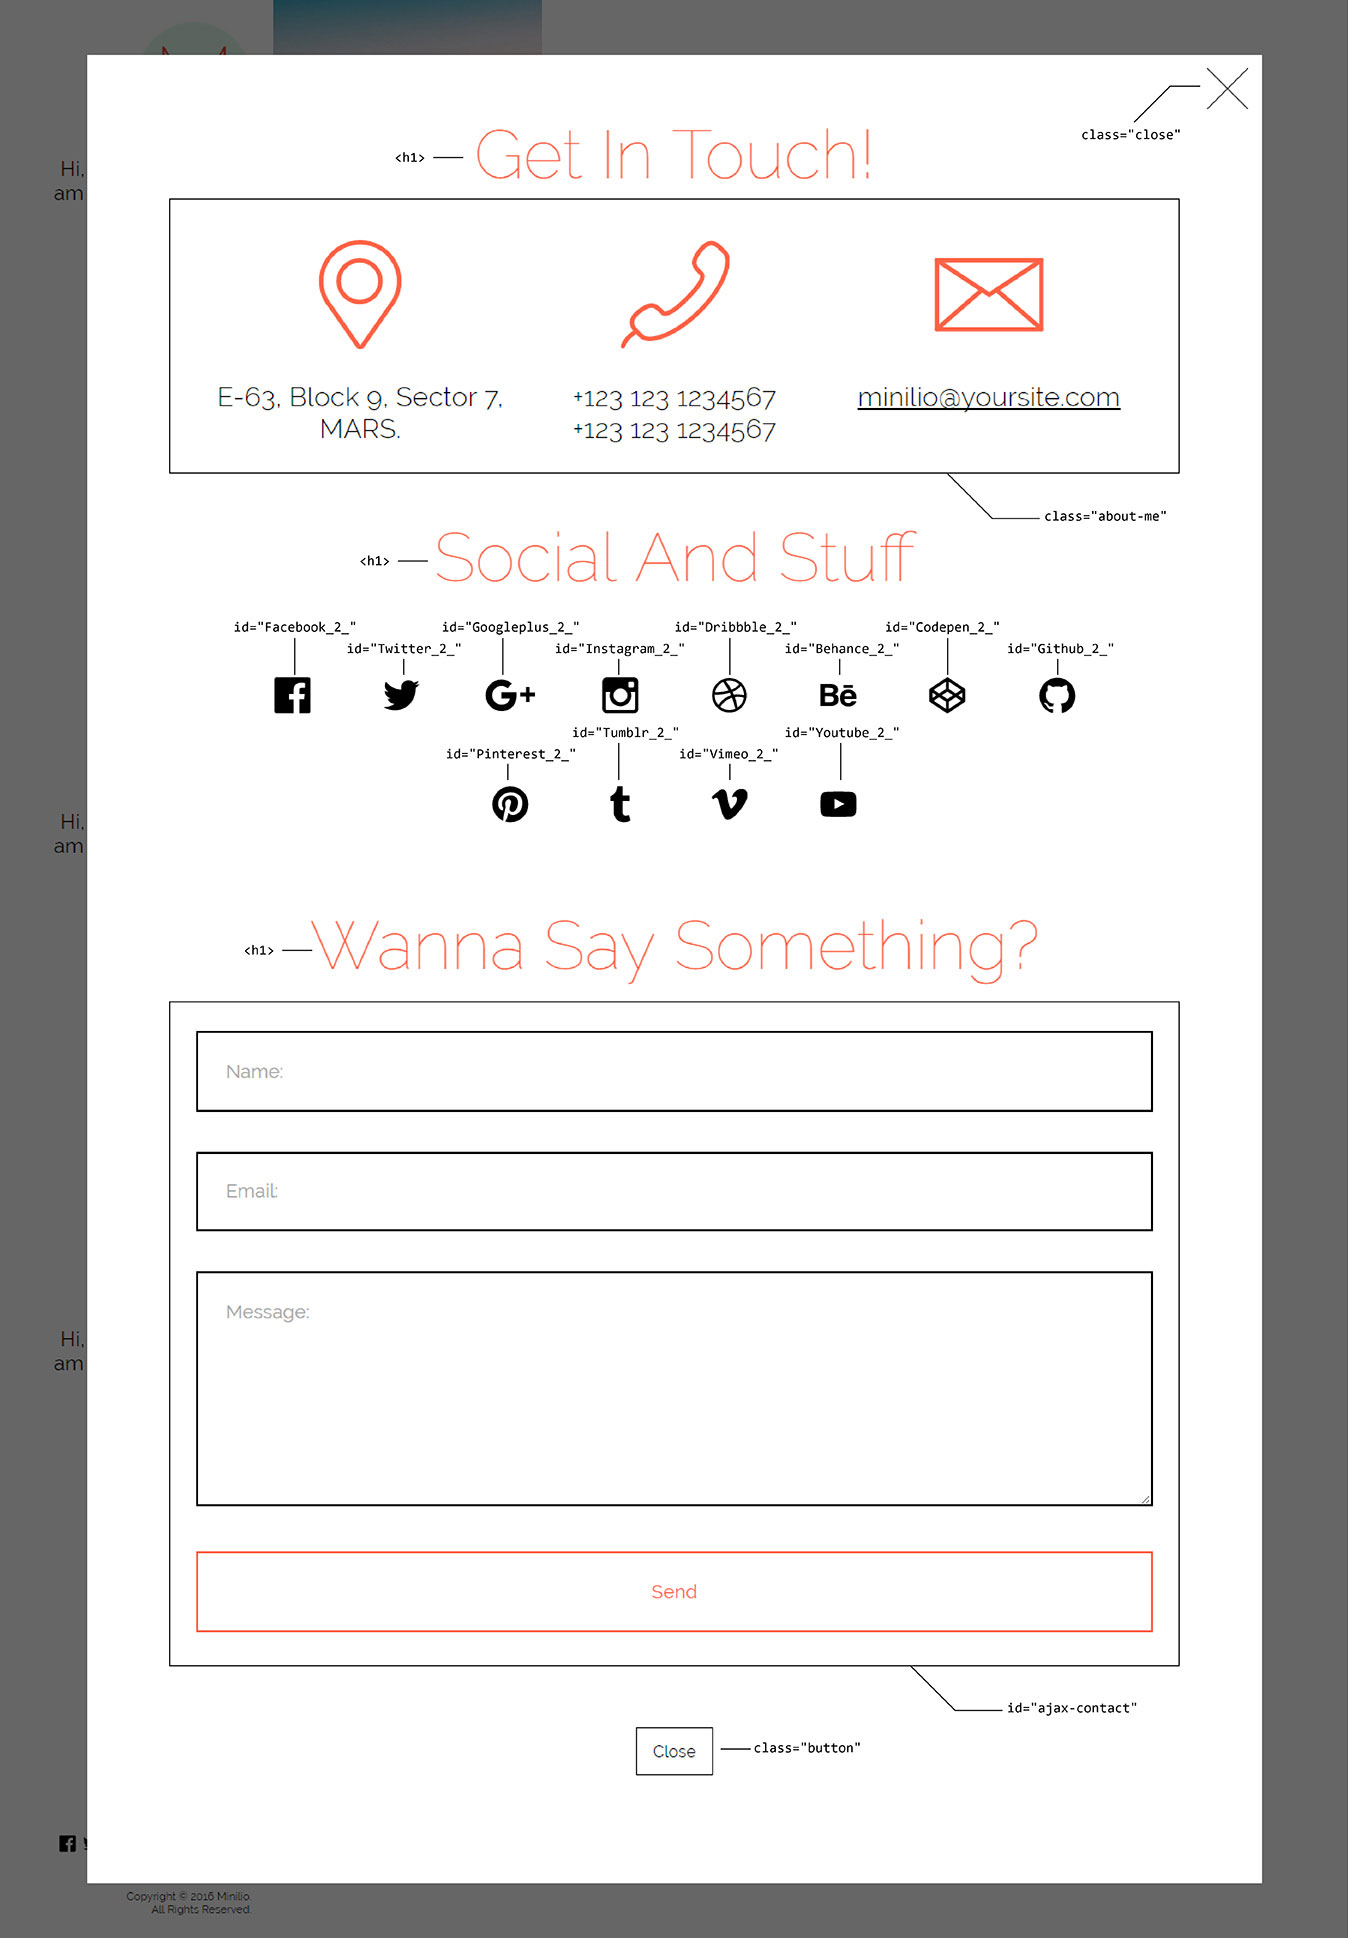 class="close"
<h1> Get In Touch!
Hi,
am
E-63, Block 9, Sector 7,
MARS.
+123 123 1234567
+123 123 1234567
minilio@yoursite.com
class="about-me"
<h1> Social And Stuff
id="Facebook_2_" id="Googleplus_2_" id="Dribbble_2_" id="Codepen_2_"
id="Twitter_2_" id="Instagram_2_" id="Behance_2_" id="Github_2_"
G+ Bē
id="Tumblr_2_" id="Youtube_2_"
id="Pinterest_2_" id="Vimeo_2_"
Hi,
am
<h1> Wanna Say Something?
Name:
Email:
Message:
Hi,
am
Send
id="ajax-contact"
Close class="button"
Copyright © 2016 Minilio.
All Rights Reserved.